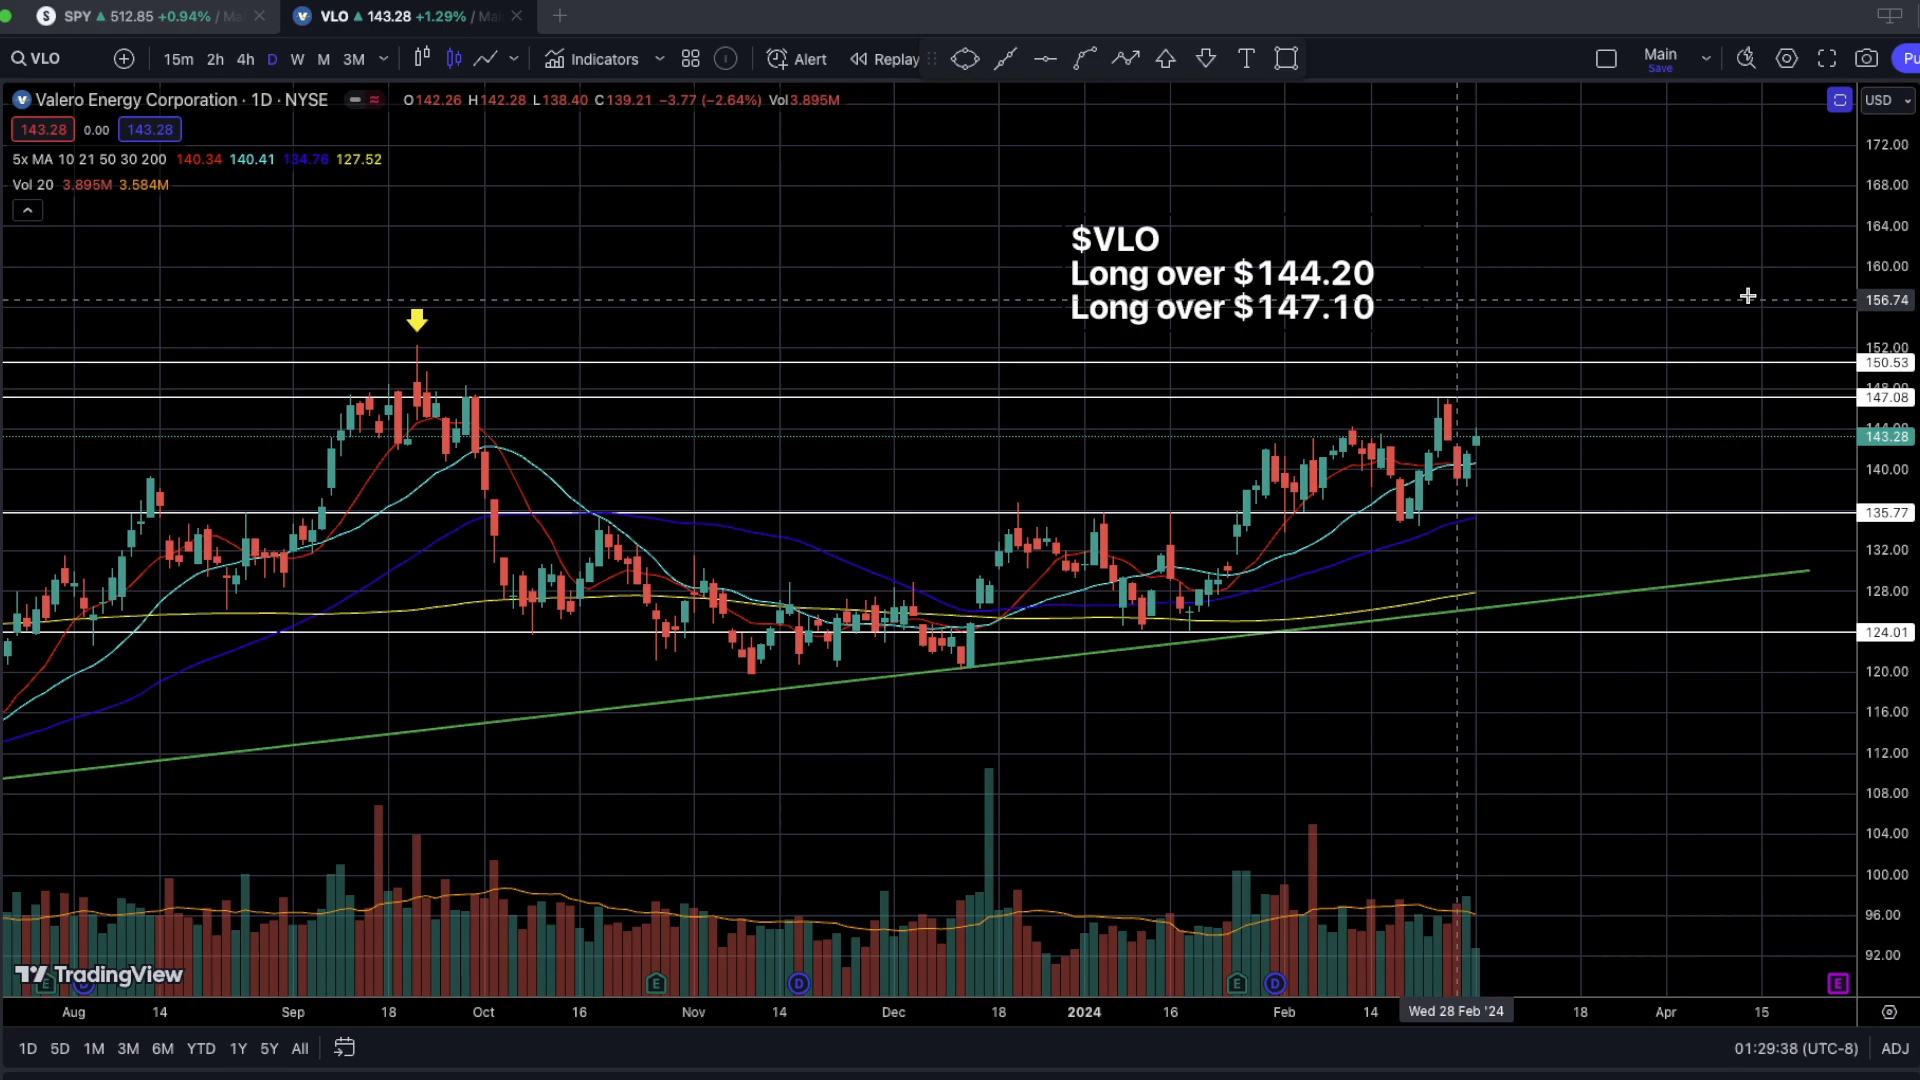 SPY ▲ 512.85 +0.94% / Ma
VLO ▲ 143.28 +1.29% / Ma
VLO 15m 2h 4h D W M 3M Indicators Alert Replay T Main Save Pu
Valero Energy Corporation · 1D · NYSE O142.26 H142.28 L138.40 C139.21 −3.77 (−2.64%) Vol3.895M
USD
143.28 0.00 143.28
5x MA 10 21 50 30 200 140.34 140.41 134.76 127.52
Vol 20 3.895M 3.584M
$VLO
Long over $144.20
Long over $147.10
172.00
168.00
164.00
160.00
156.74
152.00
150.53
148.00
147.08
144.00
143.28
140.00
135.77
132.00
128.00
124.01
120.00
116.00
112.00
108.00
104.00
100.00
96.00
92.00
TradingView
E D E D E D E
Aug 14 Sep 18 Oct 16 Nov 14 Dec 18 2024 16 Feb 14 Wed 28 Feb '24 18 Apr 15
1D 5D 1M 3M 6M YTD 1Y 5Y All 01:29:38 (UTC-8) ADJ